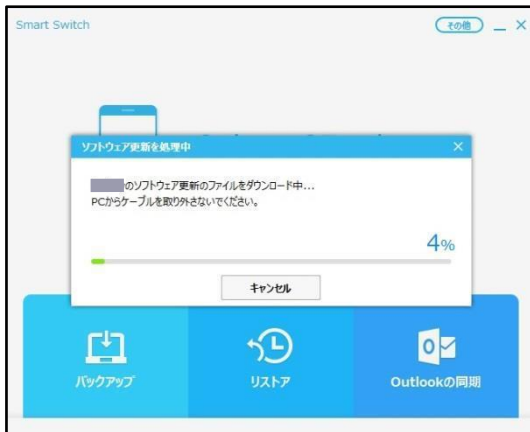 Smart Switch
その他
ソフトウェア更新を処理中
のソフトウェア更新のファイルをダウンロード中...
PCからケーブルを取り外さないでください。
4%
キャンセル
バックアップ
リストア
Outlookの同期